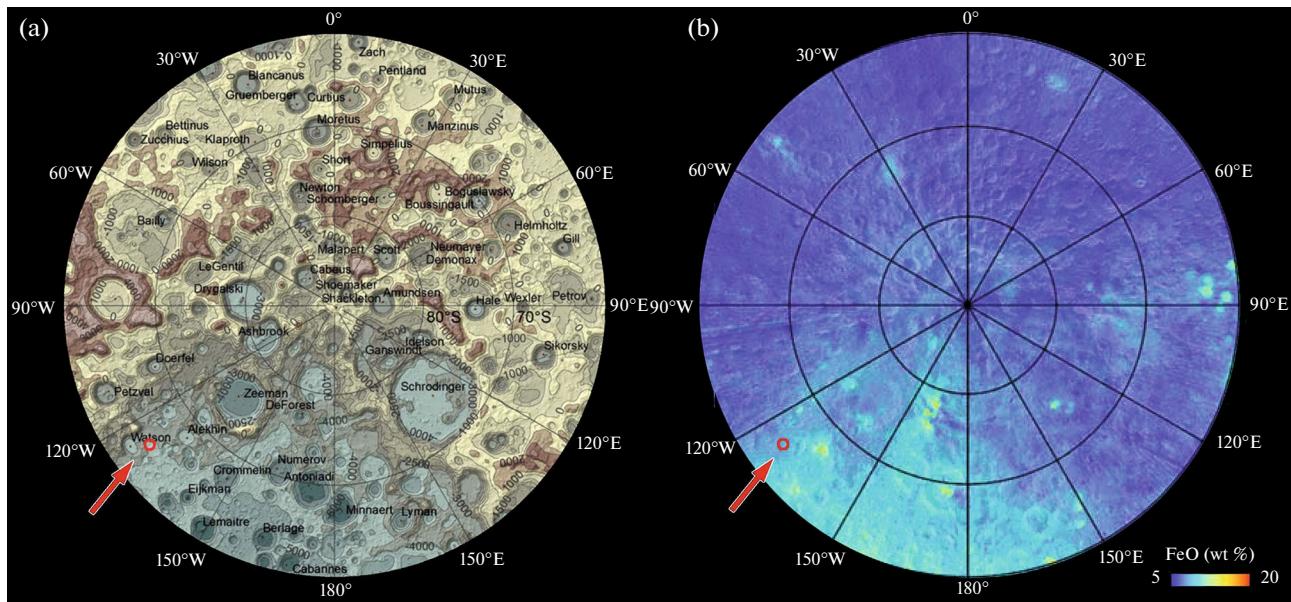 (a)
(b)
0°
30°W
30°E
60°W
60°E
90°W
90°E
120°W
120°E
150°W
150°E
180°
Zach
Blancanus
Pentland
Gruemberger
Curtius
Mutus
Moretus
Manzinus
Bettinus
Zucchius
Klaproth
Simpelius
Wilson
Short
Newton
Schomberger
Boguslawsky
Boussingault
Bailly
Helmholtz
Gill
Neumayer
Demonax
Malapert
Scott
LeGentil
Cabeus
Drygalski
Shoemaker
Shackleton
Amundsen
Hale
Wexler
Petrov
80°S
70°S
Ashbrook
Idelson
Ganswindt
Sikorsky
Doerfel
Petzval
Zeeman
DeForest
Schrodinger
Watson
Alekhin
Crommelin
Numerov
Antoniadi
Eijkman
Minnaert
Lyman
Lemaitre
Berlage
Cabannes
0°
30°W
30°E
60°W
60°E
90°W
90°E
120°W
120°E
150°W
150°E
180°
FeO (wt %)
5
20